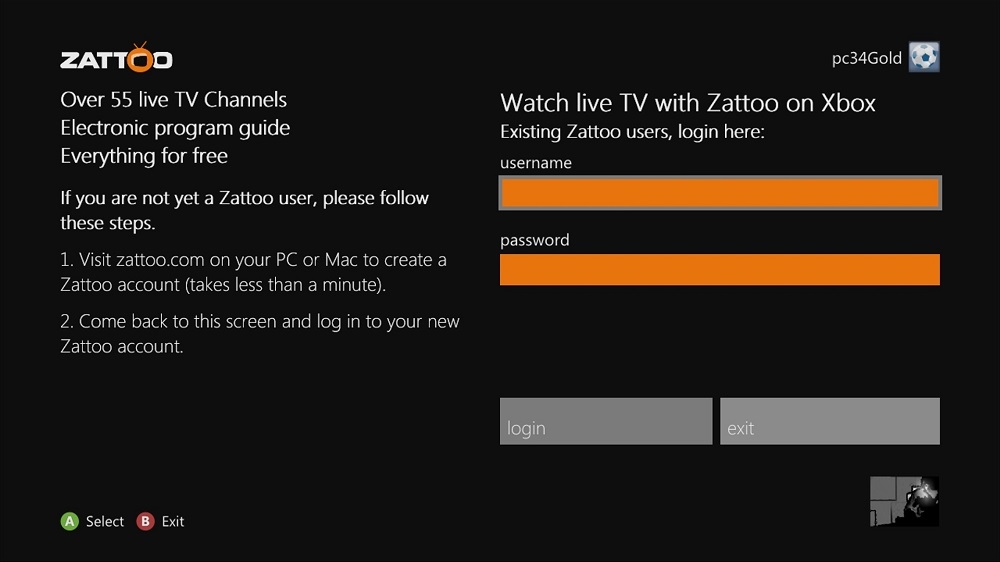 ZATTOO
pc34Gold
Over 55 live TV Channels
Electronic program guide
Everything for free
If you are not yet a Zattoo user, please follow
these steps.
1. Visit zattoo.com on your PC or Mac to create a
Zattoo account (takes less than a minute).
2. Come back to this screen and log in to your new
Zattoo account.
Watch live TV with Zattoo on Xbox
Existing Zattoo users, login here:
username
password
login
exit
A Select B Exit